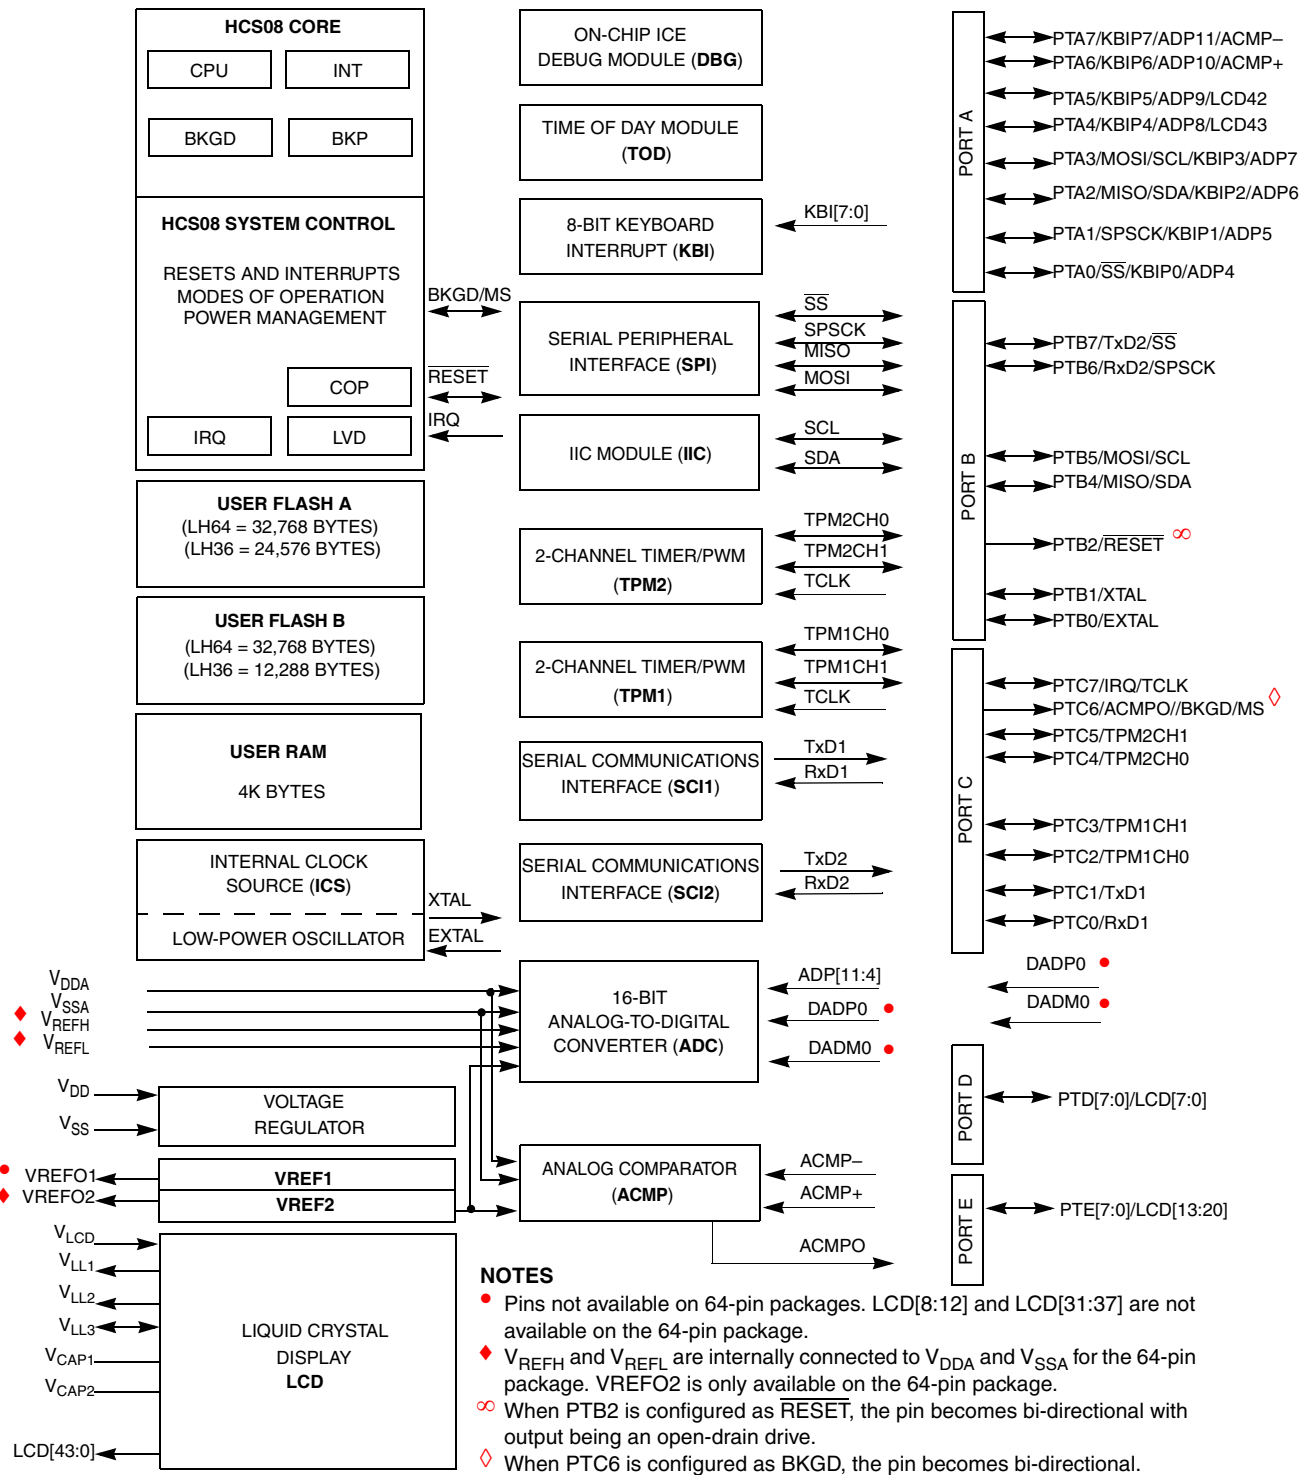 HCS08 CORE
CPU
INT
BKGD
BKP
HCS08 SYSTEM CONTROL
RESETS AND INTERRUPTS
MODES OF OPERATION
POWER MANAGEMENT
COP
IRQ
LVD
BKGD/MS
RESET
IRQ
USER FLASH A
(LH64 = 32,768 BYTES)
(LH36 = 24,576 BYTES)
USER FLASH B
(LH64 = 32,768 BYTES)
(LH36 = 12,288 BYTES)
USER RAM
4K BYTES
INTERNAL CLOCK
SOURCE (ICS)
LOW-POWER OSCILLATOR
XTAL
EXTAL
VDDA
VSSA
♦ VREFH
♦ VREFL
VDD
VSS
VOLTAGE
REGULATOR
● VREFO1
♦ VREFO2
VREF1
VREF2
VLCD
VLL1
VLL2
VLL3
VCAP1
VCAP2
LCD[43:0]
LIQUID CRYSTAL
DISPLAY
LCD
ON-CHIP ICE
DEBUG MODULE (DBG)
TIME OF DAY MODULE
(TOD)
8-BIT KEYBOARD
INTERRUPT (KBI)
KBI[7:0]
SERIAL PERIPHERAL
INTERFACE (SPI)
SS
SPSCK
MISO
MOSI
IIC MODULE (IIC)
SCL
SDA
2-CHANNEL TIMER/PWM
(TPM2)
TPM2CH0
TPM2CH1
TCLK
2-CHANNEL TIMER/PWM
(TPM1)
TPM1CH0
TPM1CH1
TCLK
SERIAL COMMUNICATIONS
INTERFACE (SCI1)
TxD1
RxD1
SERIAL COMMUNICATIONS
INTERFACE (SCI2)
TxD2
RxD2
16-BIT
ANALOG-TO-DIGITAL
CONVERTER (ADC)
ADP[11:4]
DADP0 ●
DADM0 ●
ANALOG COMPARATOR
(ACMP)
ACMP–
ACMP+
ACMPO
PORT A
PTA7/KBIP7/ADP11/ACMP–
PTA6/KBIP6/ADP10/ACMP+
PTA5/KBIP5/ADP9/LCD42
PTA4/KBIP4/ADP8/LCD43
PTA3/MOSI/SCL/KBIP3/ADP7
PTA2/MISO/SDA/KBIP2/ADP6
PTA1/SPSCK/KBIP1/ADP5
PTA0/SS/KBIP0/ADP4
PORT B
PTB7/TxD2/SS
PTB6/RxD2/SPSCK
PTB5/MOSI/SCL
PTB4/MISO/SDA
PTB2/RESET ∞
PTB1/XTAL
PTB0/EXTAL
PORT C
PTC7/IRQ/TCLK
PTC6/ACMPO//BKGD/MS ◊
PTC5/TPM2CH1
PTC4/TPM2CH0
PTC3/TPM1CH1
PTC2/TPM1CH0
PTC1/TxD1
PTC0/RxD1
DADP0 ●
DADM0 ●
PORT D
PTD[7:0]/LCD[7:0]
PORT E
PTE[7:0]/LCD[13:20]
NOTES
● Pins not available on 64-pin packages. LCD[8:12] and LCD[31:37] are not
available on the 64-pin package.
♦ VREFH and VREFL are internally connected to VDDA and VSSA for the 64-pin
package. VREFO2 is only available on the 64-pin package.
∞ When PTB2 is configured as RESET, the pin becomes bi-directional with
output being an open-drain drive.
◊ When PTC6 is configured as BKGD, the pin becomes bi-directional.